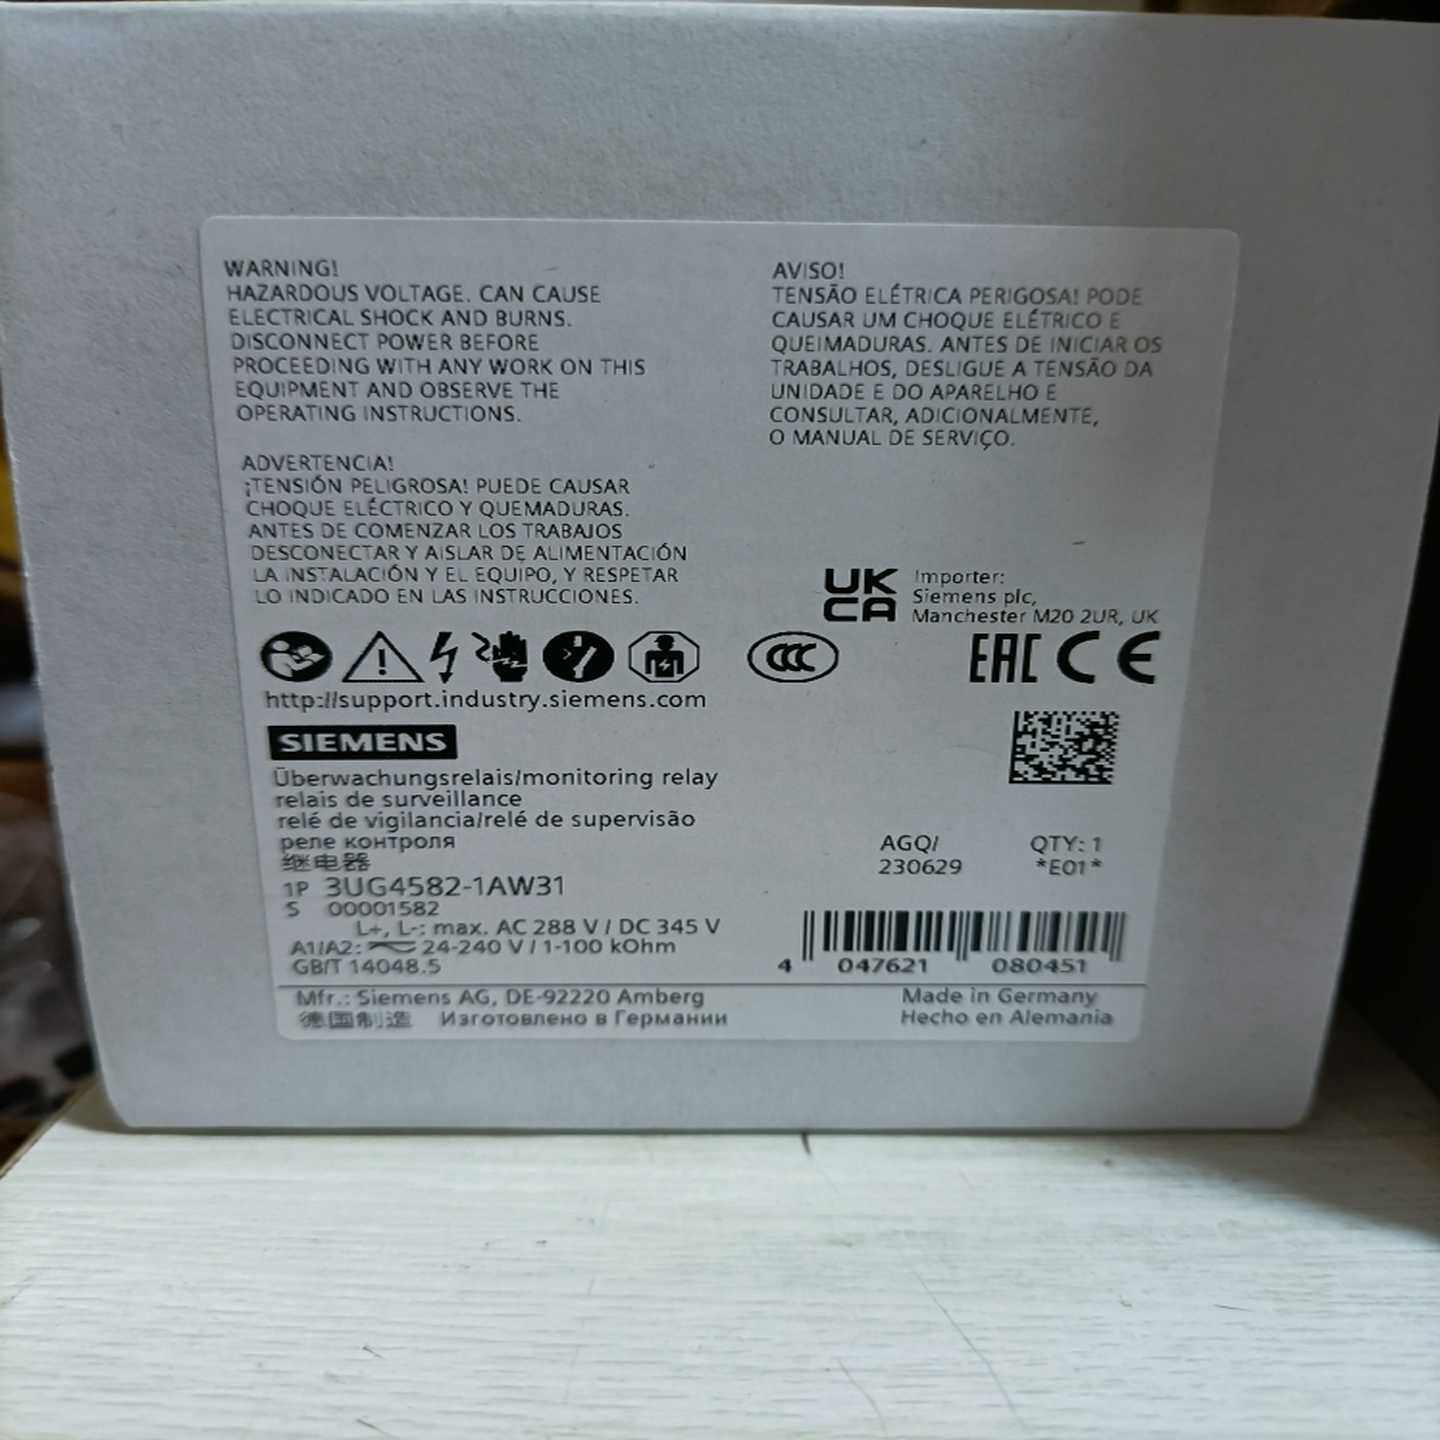 WARNING!
HAZARDOUS VOLTAGE. CAN CAUSE
ELECTRICAL SHOCK AND BURNS.
DISCONNECT POWER BEFORE
PROCEEDING WITH ANY WORK ON THIS
EQUIPMENT AND OBSERVE THE
OPERATING INSTRUCTIONS.
ADVERTENCIA!
¡TENSIÓN PELIGROSA! PUEDE CAUSAR
CHOQUE ELÉCTRICO Y QUEMADURAS.
ANTES DE COMENZAR LOS TRABAJOS
DESCONECTAR Y AISLAR DE ALIMENTACIÓN
LA INSTALACIÓN Y EL EQUIPO, Y RESPETAR
LO INDICADO EN LAS INSTRUCCIONES.
AVISO!
TENSÃO ELÉTRICA PERIGOSA! PODE
CAUSAR UM CHOQUE ELÉTRICO E
QUEIMADURAS. ANTES DE INICIAR OS
TRABALHOS, DESLIGUE A TENSÃO DA
UNIDADE E DO APARELHO E
CONSULTAR, ADICIONALMENTE,
O MANUAL DE SERVIÇO.
UK
CA
Importer:
Siemens plc,
Manchester M20 2UR, UK
CCC
EAC CE
http://support.industry.siemens.com
SIEMENS
Überwachungsrelais/monitoring relay
relais de surveillance
relé de vigilancia/relé de supervisão
реле контроля
继电器
1P 3UG4582-1AW31
S 00001582
L+, L-: max. AC 288 V / DC 345 V
A1/A2: 24-240 V / 1-100 kOhm
GB/T 14048.5
AGQ/
230629
QTY: 1
*E01*
4 047621 080451
Mfr.: Siemens AG, DE-92220 Amberg
德国制造 Изготовлено в Германии
Made in Germany
Hecho en Alemania